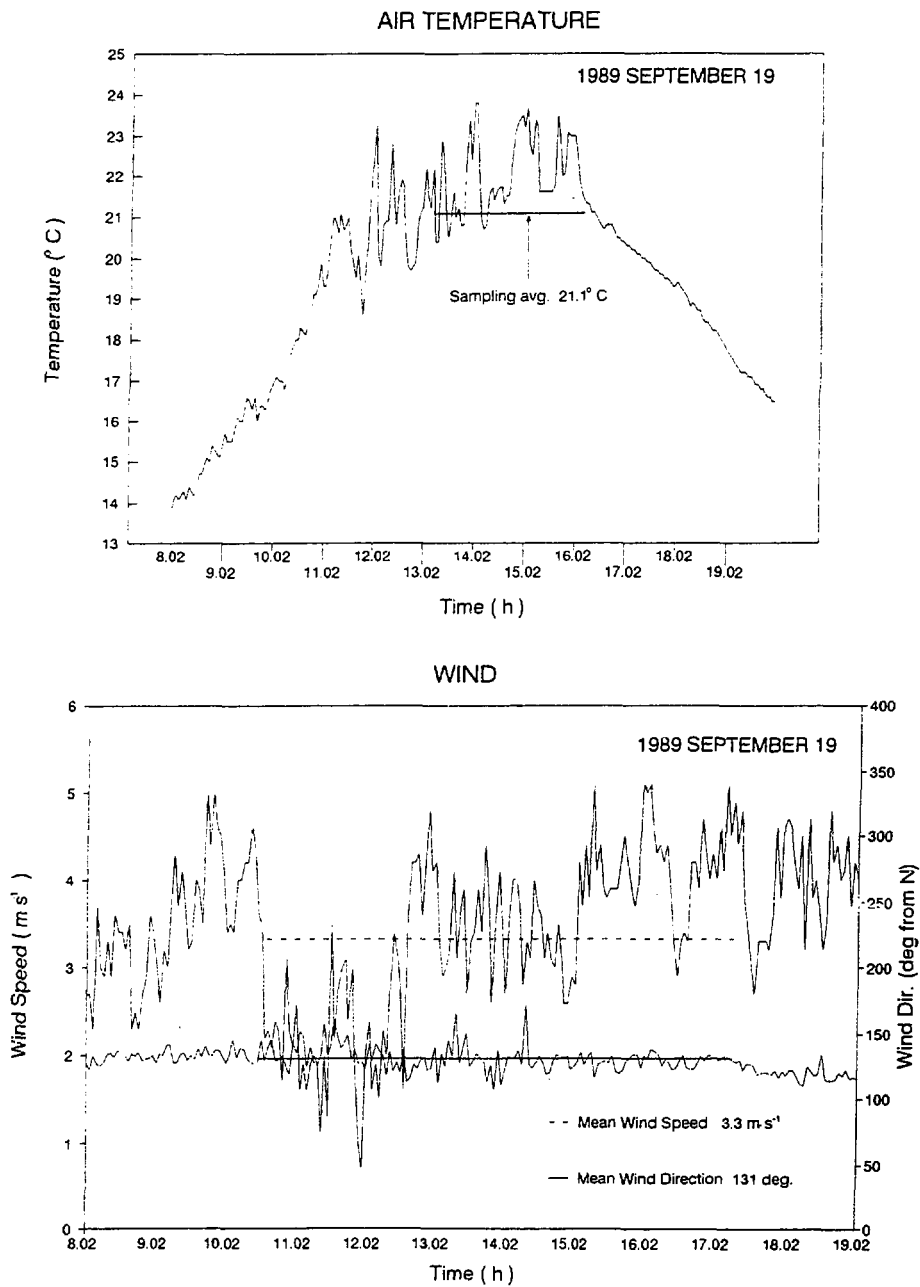 AIR TEMPERATURE
1989 SEPTEMBER 19
25
24
23
22
21
20
19
18
17
16
15
14
13
Temperature (° C)
Sampling avg. 21.1° C
8.02 10.02 12.02 14.02 16.02 18.02
9.02 11.02 13.02 15.02 17.02 19.02
Time ( h )
WIND
1989 SEPTEMBER 19
6
5
4
3
2
1
0
Wind Speed ( m s⁻¹ )
400
350
300
250
200
150
100
50
0
Wind Dir. (deg from N)
Mean Wind Speed 3.3 m s⁻¹
Mean Wind Direction 131 deg.
8.02 9.02 10.02 11.02 12.02 13.02 14.02 15.02 16.02 17.02 18.02 19.02
Time ( h )